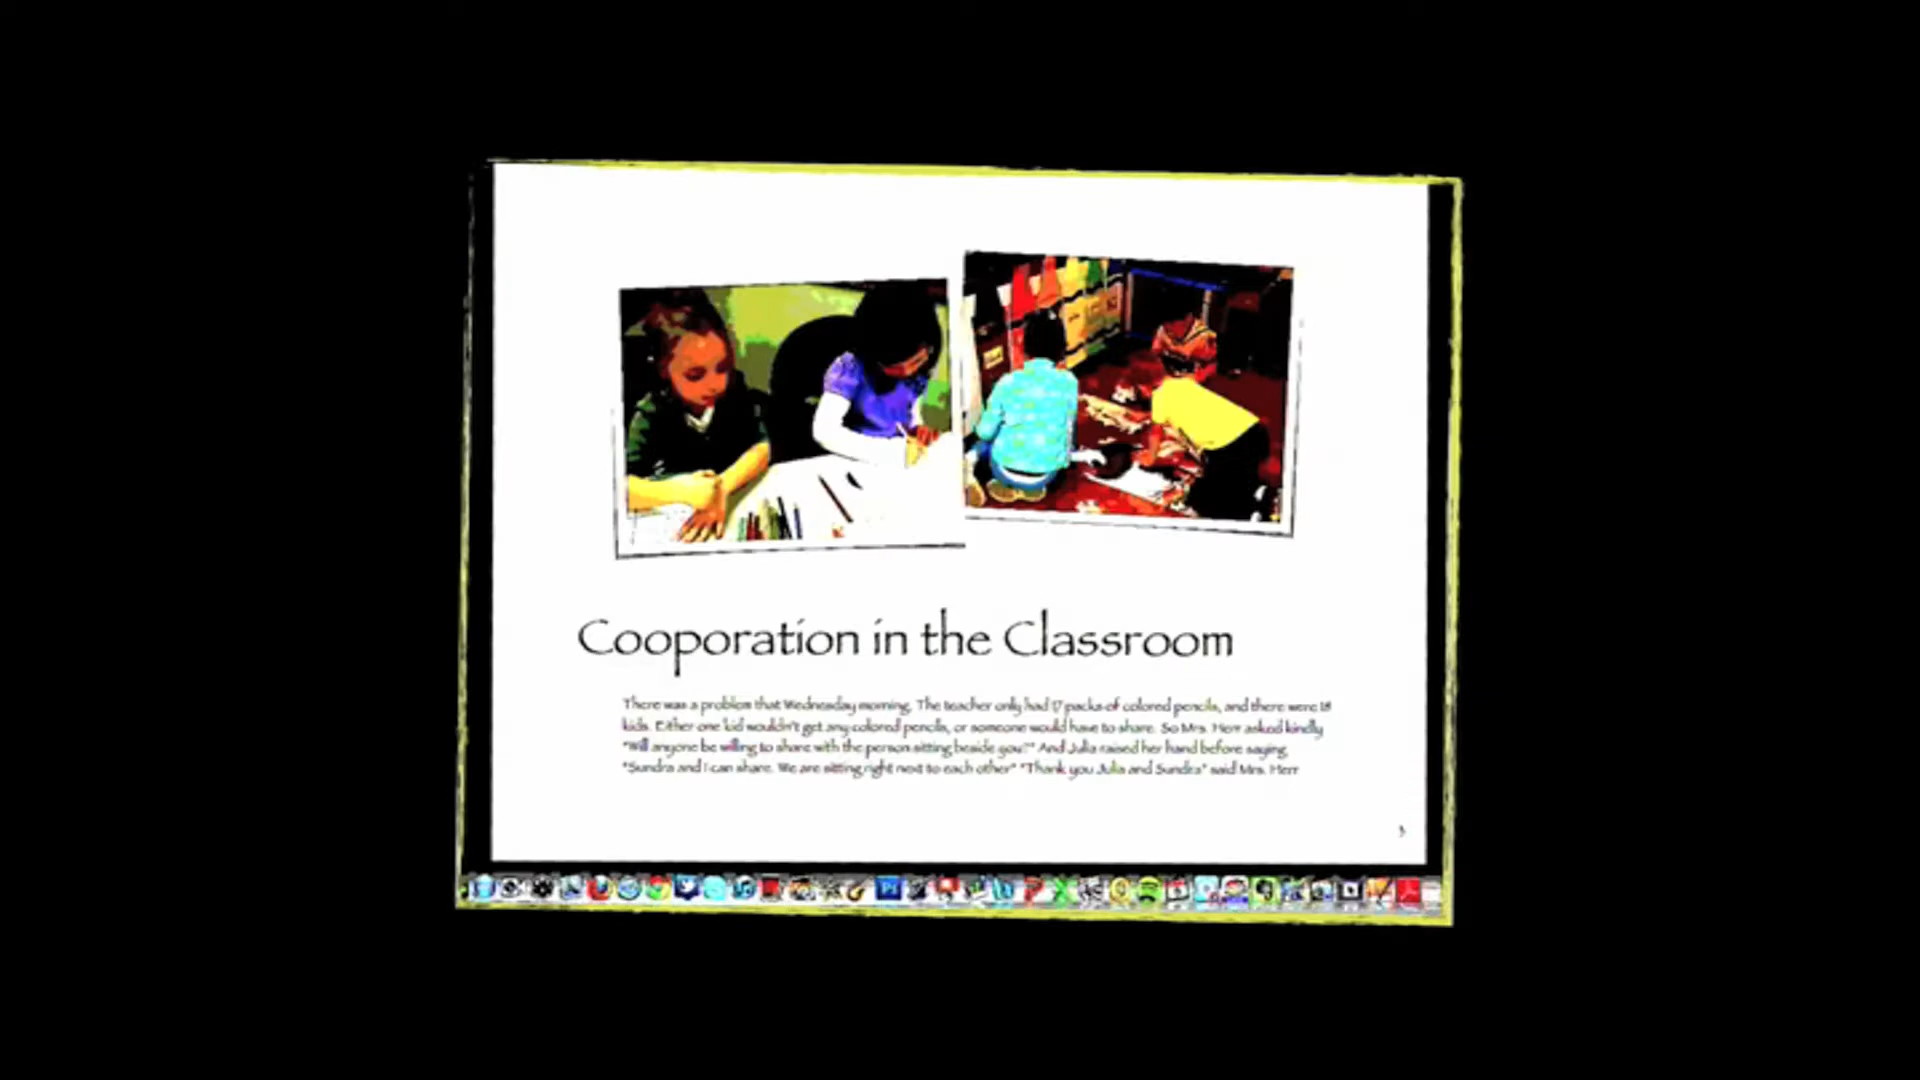 Cooporation in the Classroom
There was a problem that Wednesday morning. The teacher only had 17 packs of colored pencils, and there were 18
kids. Either one kid wouldn't get any colored pencils, or someone would have to share. So Mrs. Herr asked kindly
"Will anyone be willing to share with the person sitting beside you?" And Julia raised her hand before saying,
"Sundra and I can share. We are sitting right next to each other" "Thank you Julia and Sundra" said Mrs. Herr
3